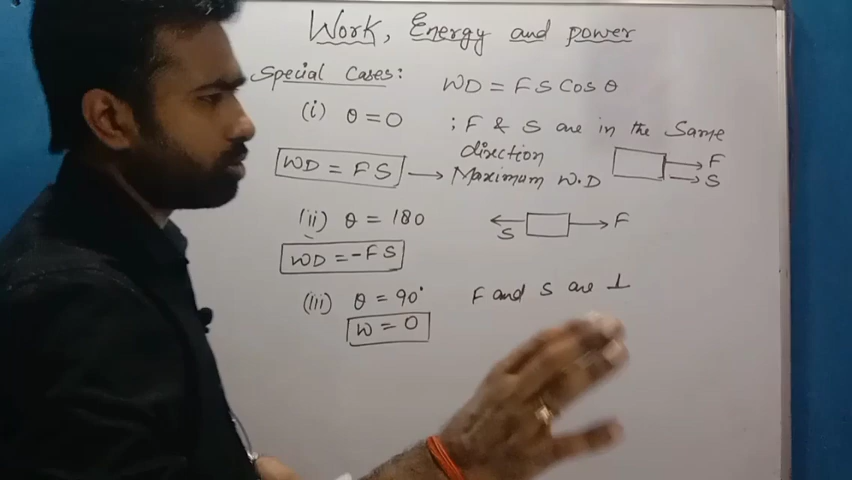 Work, Energy and power
Special Cases: WD = F S Cos θ
(i) θ = 0 ; F & S are in the Same
direction
WD = FS → Maximum W.D F
S
(ii) θ = 180 S F
WD = -FS
(iii) θ = 90° F and S are ⊥
W = 0